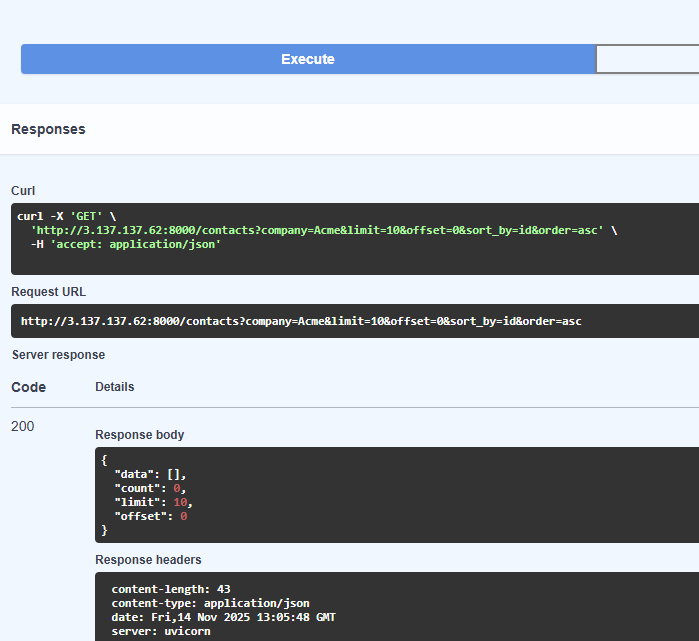 Execute
Responses
Curl
curl -X 'GET' \
  'http://3.137.137.62:8000/contacts?company=Acme&limit=10&offset=0&sort_by=id&order=asc' \
  -H 'accept: application/json'
Request URL
http://3.137.137.62:8000/contacts?company=Acme&limit=10&offset=0&sort_by=id&order=asc
Server response
Code Details
200
Response body
{
  "data": [],
  "count": 0,
  "limit": 10,
  "offset": 0
}
Response headers
content-length: 43
content-type: application/json
date: Fri,14 Nov 2025 13:05:48 GMT
server: uvicorn